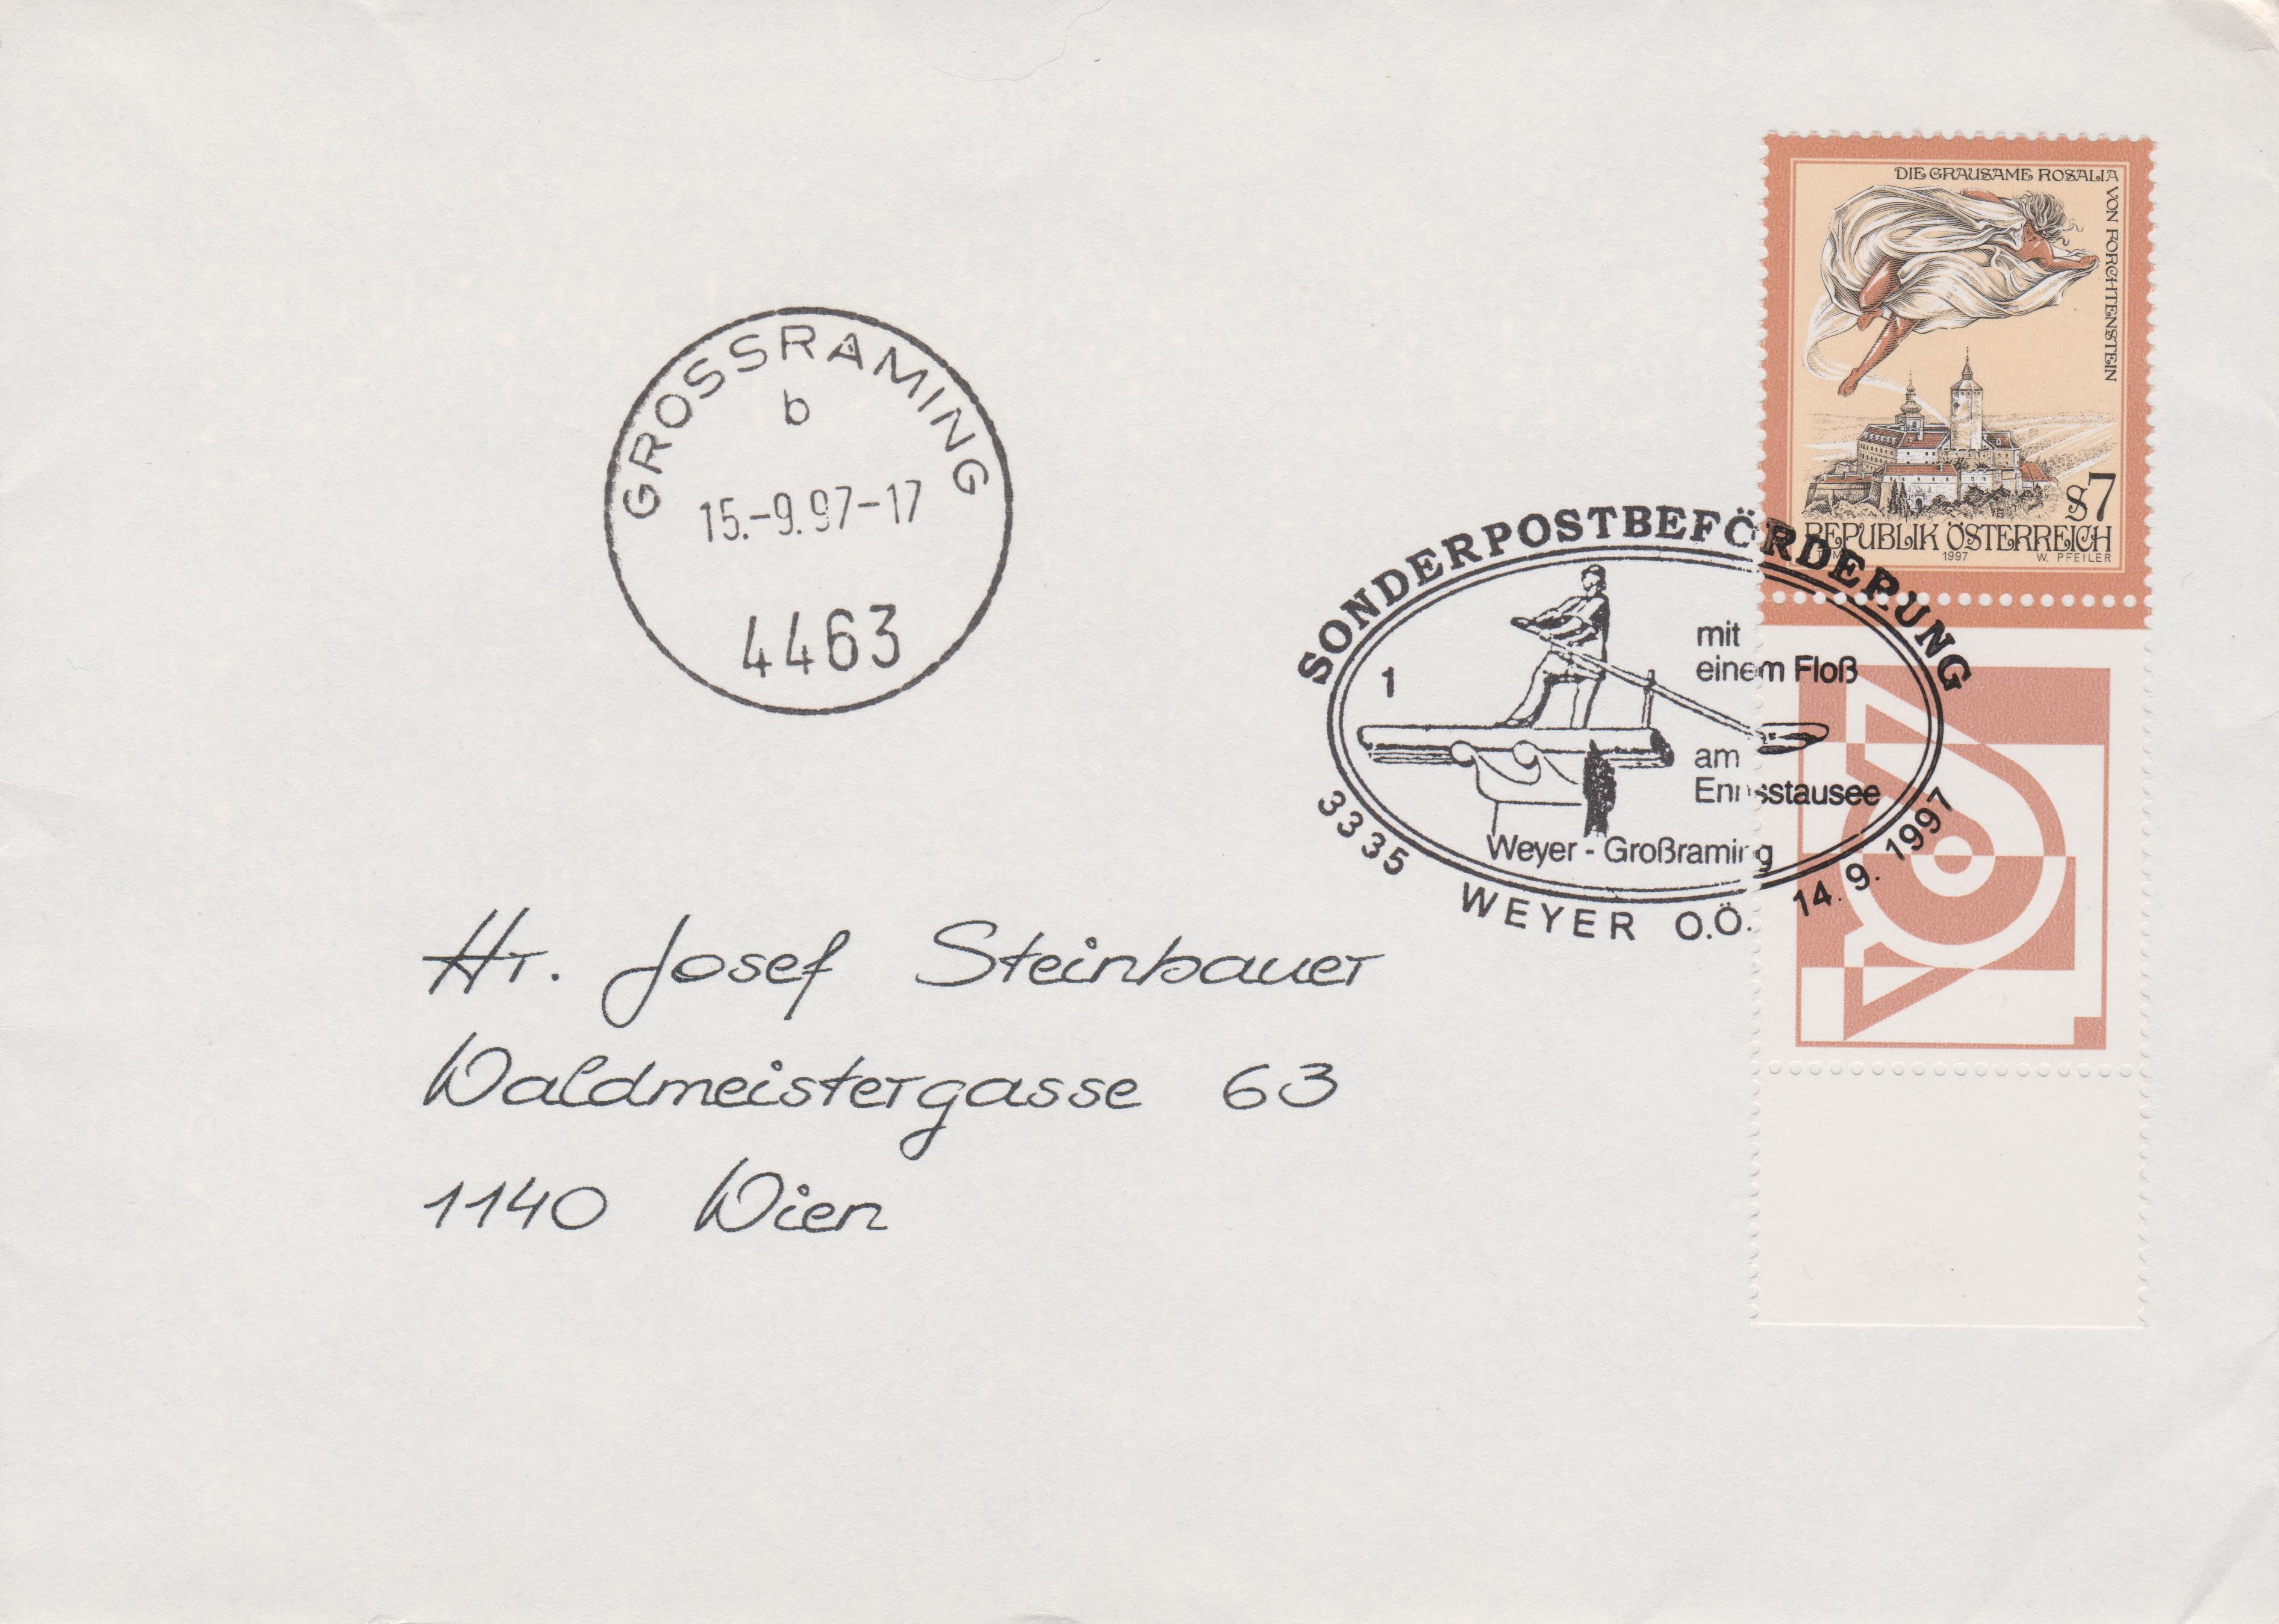 DIE GRAUSAME ROSALIA
VON FORCHTENSTEIN
S7
REPUBLIK ÖSTERREICH
1997 W. PFEILER
GROSSRAMING
b
15.-9.97-17
4463
SONDERPOSTBEFÖRDERUNG
mit
einem Floß
1
am
Ennsstausee
Weyer - Großraming
3335 WEYER O.Ö. 14.9.1997
Hr. Josef Steinbauer
Waldmeistergasse 63
1140 Wien